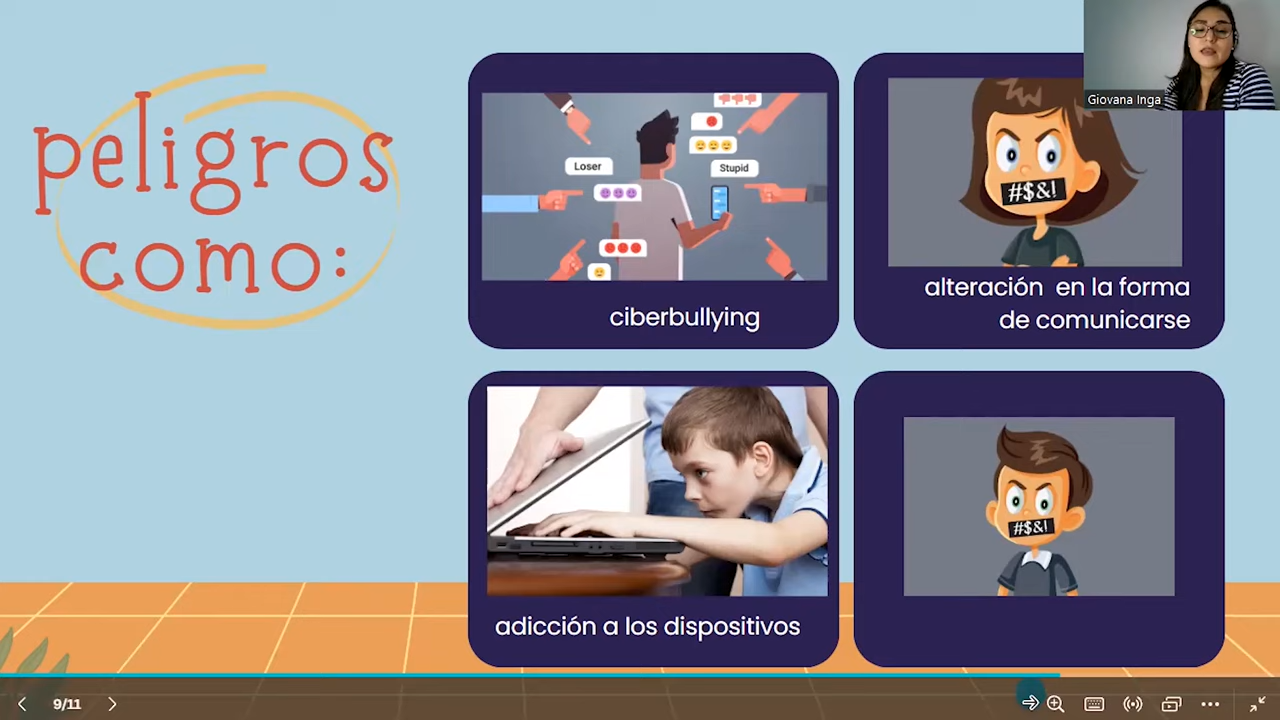 peligros
como:
Loser
Stupid
ciberbullying
#$&!
alteración en la forma
de comunicarse
Giovana Inga
adicción a los dispositivos
#$&!
9/11